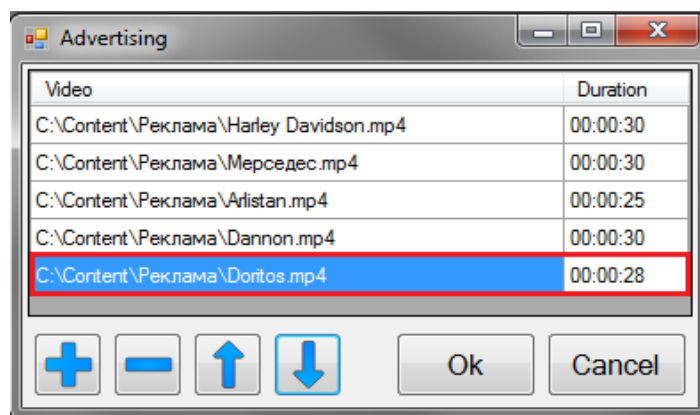 Advertising
Video Duration
C:\Content\Реклама\Harley Davidson.mp4 00:00:30
C:\Content\Реклама\Мерседес.mp4 00:00:30
C:\Content\Реклама\Arlistan.mp4 00:00:25
C:\Content\Реклама\Dannon.mp4 00:00:30
C:\Content\Реклама\Doritos.mp4 00:00:28
Ok Cancel